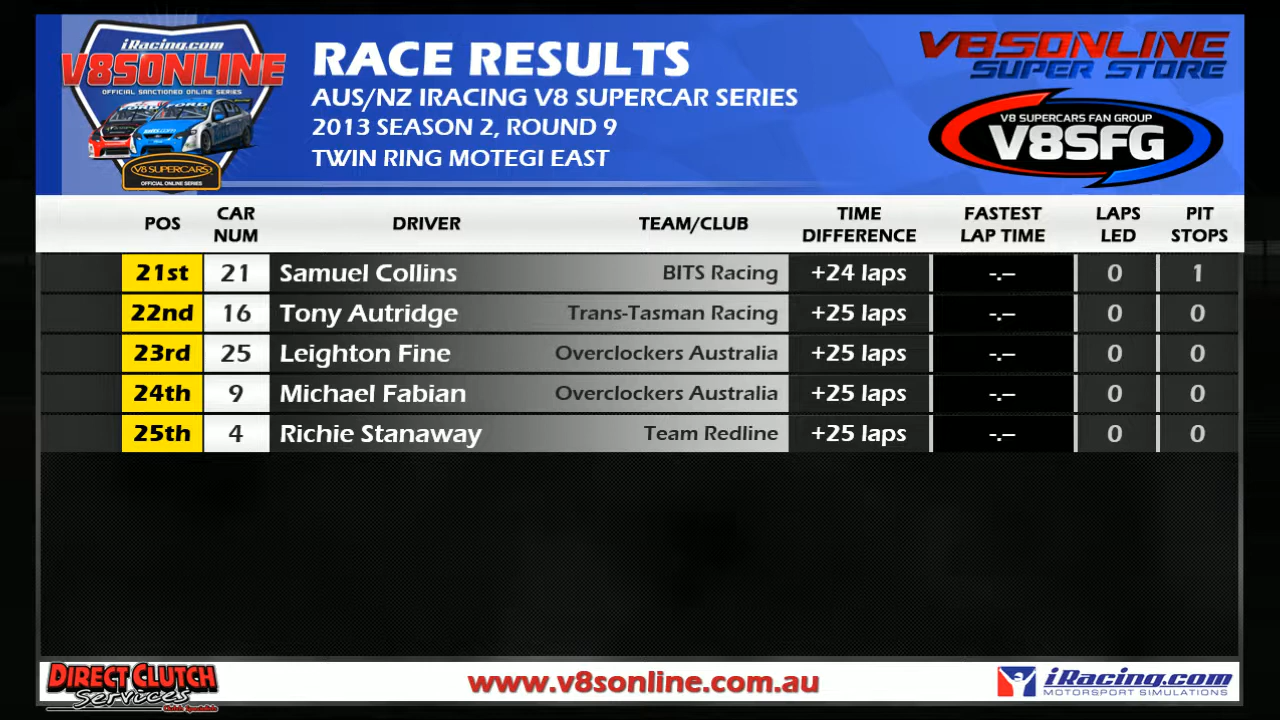 iRacing.com
V8SONLINE
OFFICIAL SANCTIONED ONLINE SERIES
V8 SUPERCARS
OFFICIAL ONLINE SERIES
RACE RESULTS
AUS/NZ IRACING V8 SUPERCAR SERIES
2013 SEASON 2, ROUND 9
TWIN RING MOTEGI EAST
V8SONLINE
SUPER STORE
V8 SUPERCARS FAN GROUP
V8SFG
POS CAR NUM DRIVER TEAM/CLUB TIME DIFFERENCE FASTEST LAP TIME LAPS LED PIT STOPS
21st 21 Samuel Collins BITS Racing +24 laps -.-- 0 1
22nd 16 Tony Autridge Trans-Tasman Racing +25 laps -.-- 0 0
23rd 25 Leighton Fine Overclockers Australia +25 laps -.-- 0 0
24th 9 Michael Fabian Overclockers Australia +25 laps -.-- 0 0
25th 4 Richie Stanaway Team Redline +25 laps -.-- 0 0
DIRECT CLUTCH
Services
Clutch Specialists
www.v8sonline.com.au
iRacing.com
MOTORSPORT SIMULATIONS